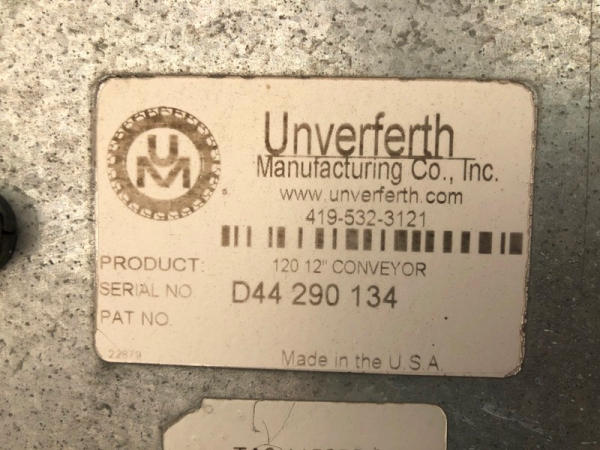 UM
Unverferth
Manufacturing Co., Inc.
www.unverferth.com
419-532-3121
PRODUCT: 120 12" CONVEYOR
SERIAL NO. D44 290 134
PAT NO.
22879 Made in the U.S.A.